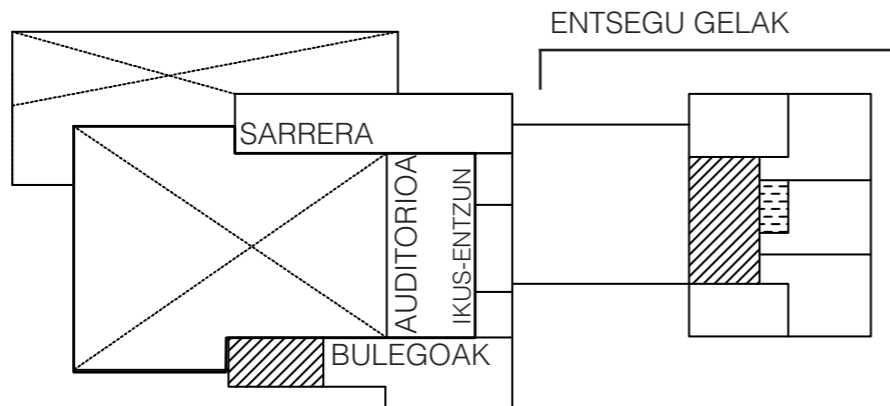 ENTSEGU GELAK
SARRERA
AUDITORIOA
IKUS-ENTZUN
BULEGOAK